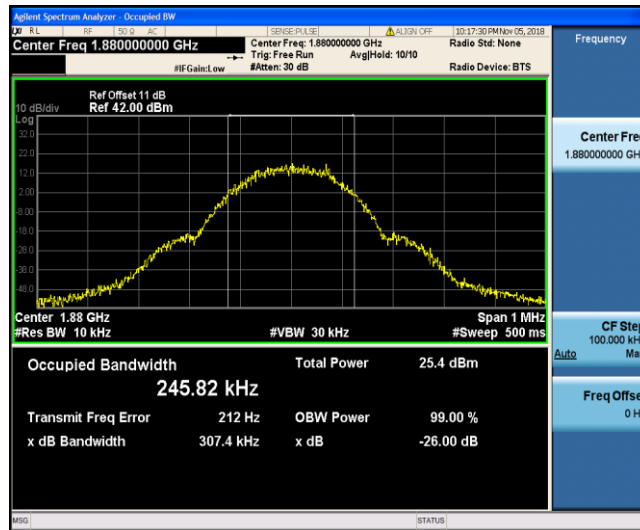 Agilent Spectrum Analyzer - Occupied BW
LXI RL RF 50 Ω AC SENSE:PULSE ALIGN OFF 10:17:30 PM Nov 05, 2018
Center Freq 1.880000000 GHz Center Freq: 1.880000000 GHz Radio Std: None
Trig: Free Run Avg|Hold: 10/10
#IFGain:Low #Atten: 30 dB Radio Device: BTS
Frequency
Ref Offset 11 dB
10 dB/div Ref 42.00 dBm
Log
32.0
22.0
12.0
2.00
-8.00
-18.0
-28.0
-38.0
-48.0
Center 1.88 GHz Span 1 MHz
#Res BW 10 kHz #VBW 30 kHz #Sweep 500 ms
Center Fre
1.880000000 GH
CF Step
100.000 kH
Auto Ma
Freq Offse
0 H
Occupied Bandwidth Total Power 25.4 dBm
245.82 kHz
Transmit Freq Error 212 Hz OBW Power 99.00 %
x dB Bandwidth 307.4 kHz x dB -26.00 dB
MSG STATUS